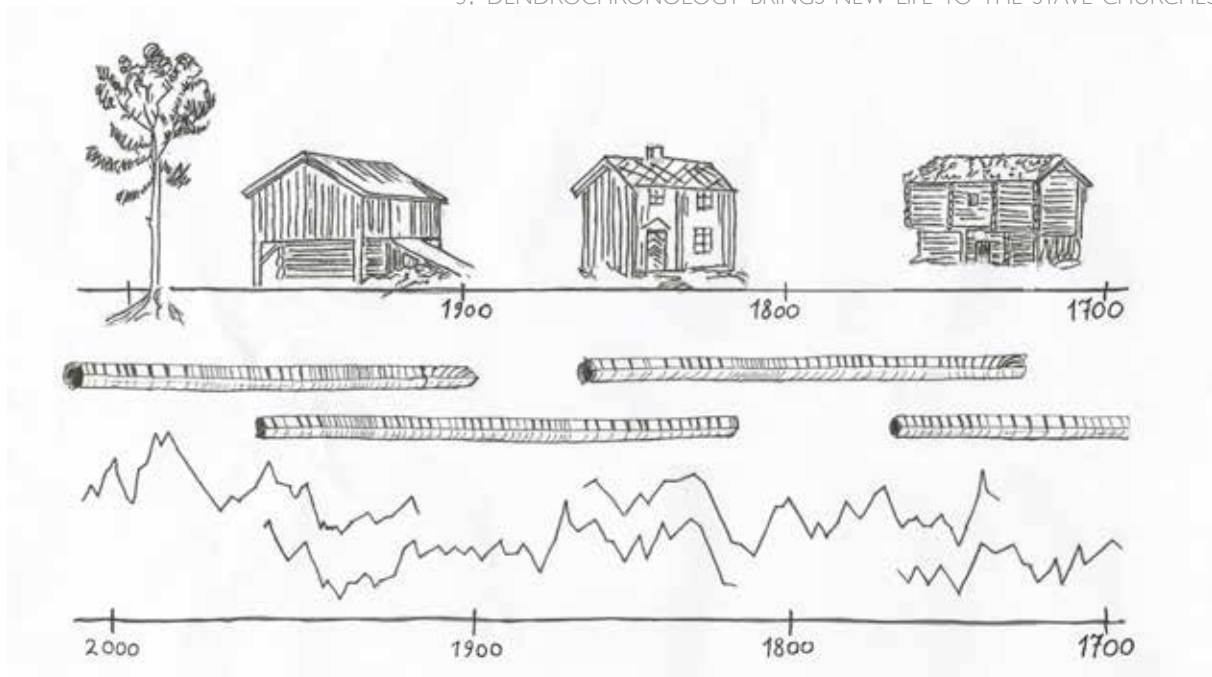 5. DENDROCHRONOLOGY BRINGS NEW LIFE TO THE STAVE CHURCHES
1900 1800 1700
2000 1900 1800 1700